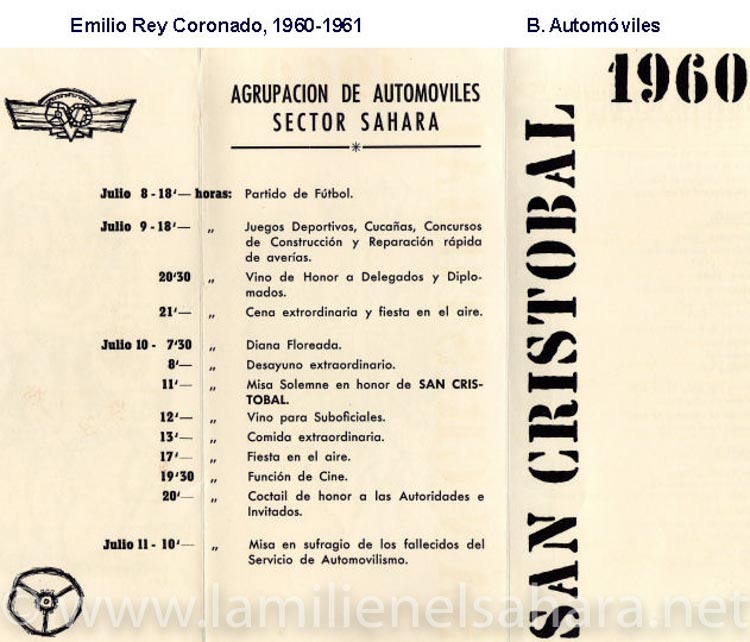 Emilio Rey Coronado, 1960-1961
B. Automóviles
AGRUPACION DE AUTOMOVILES
SECTOR SAHARA
Julio 8 - 18'— horas: Partido de Fútbol.
Julio 9 - 18'— „ Juegos Deportivos, Cucañas, Concursos
de Construcción y Reparación rápida
de averías.
20'30 „ Vino de Honor a Delegados y Diplo-
mados.
21'— „ Cena extrordinaria y fiesta en el aire.
Julio 10 - 7'30 „ Diana Floreada.
8'— „ Desayuno extraordinario.
11'— „ Misa Solemne en honor de SAN CRIS-
TOBAL.
12'— „ Vino para Suboficiales.
13'— „ Comida extraordinaria.
17'— „ Fiesta en el aire.
19'30 „ Función de Cine.
20'— „ Coctail de honor a las Autoridades e
Invitados.
Julio 11 - 10'— „ Misa en sufragio de los fallecidos del
Servicio de Automovilismo.
SAN CRISTOBAL
1960
© www.lamilienelsahara.net